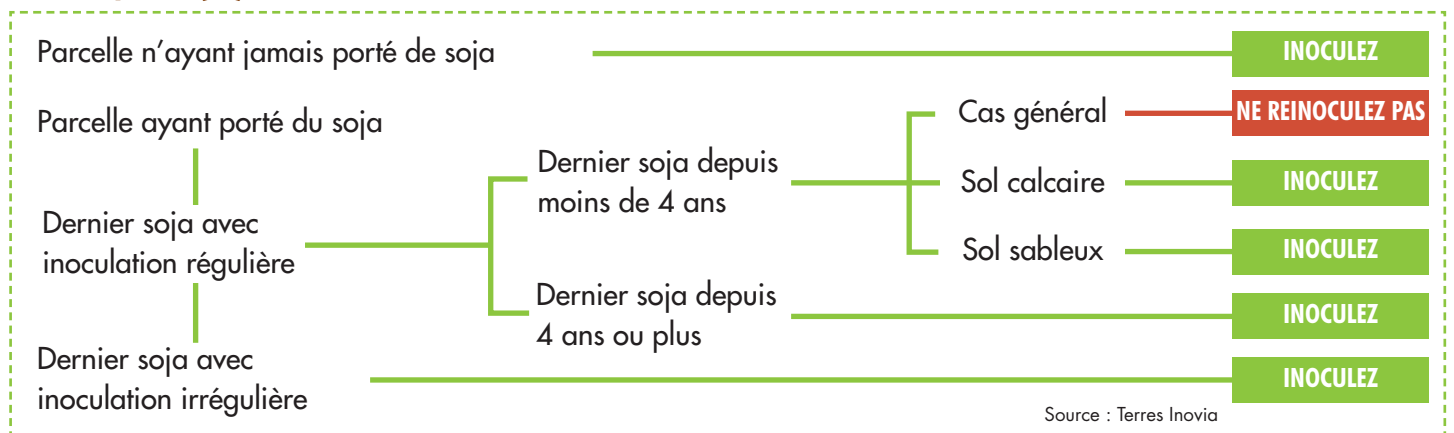 Parcelle n'ayant jamais porté de soja
INOCULEZ
Parcelle ayant porté du soja
Cas général
NE REINOCULEZ PAS
Dernier soja depuis
moins de 4 ans
Sol calcaire
INOCULEZ
Dernier soja avec
inoculation régulière
Sol sableux
INOCULEZ
Dernier soja depuis
4 ans ou plus
INOCULEZ
Dernier soja avec
inoculation irrégulière
INOCULEZ
Source : Terres Inovia